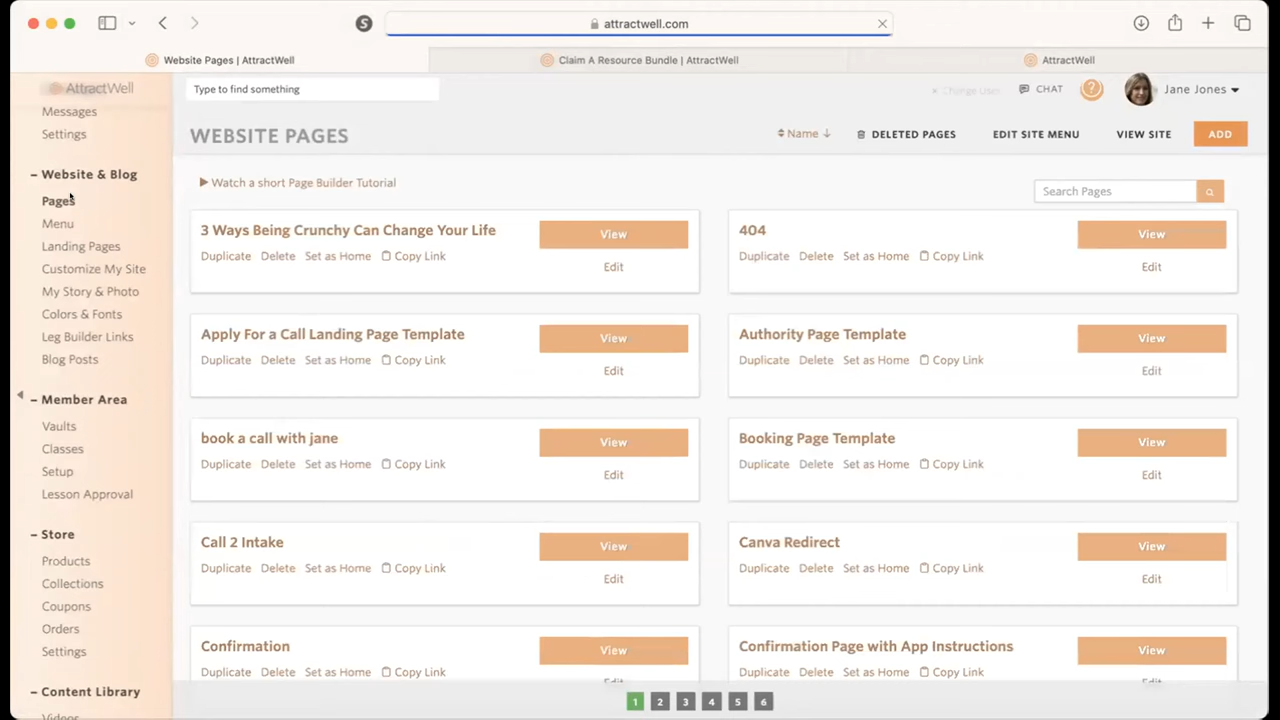 attractwell.com
Website Pages | AttractWell
Claim A Resource Bundle | AttractWell
AttractWell
AttractWell
Messages
Settings
– Website & Blog
Pages
Menu
Landing Pages
Customize My Site
My Story & Photo
Colors & Fonts
Leg Builder Links
Blog Posts
– Member Area
Vaults
Classes
Setup
Lesson Approval
– Store
Products
Collections
Coupons
Orders
Settings
– Content Library
Videos
Type to find something
× Change User
CHAT
?
Jane Jones
WEBSITE PAGES
Name
DELETED PAGES
EDIT SITE MENU
VIEW SITE
ADD
Watch a short Page Builder Tutorial
Search Pages
3 Ways Being Crunchy Can Change Your Life
View
Duplicate Delete Set as Home Copy Link
Edit
404
View
Duplicate Delete Set as Home Copy Link
Edit
Apply For a Call Landing Page Template
View
Duplicate Delete Set as Home Copy Link
Edit
Authority Page Template
View
Duplicate Delete Set as Home Copy Link
Edit
book a call with jane
View
Duplicate Delete Set as Home Copy Link
Edit
Booking Page Template
View
Duplicate Delete Set as Home Copy Link
Edit
Call 2 Intake
View
Duplicate Delete Set as Home Copy Link
Edit
Canva Redirect
View
Duplicate Delete Set as Home Copy Link
Edit
Confirmation
View
Duplicate Delete Set as Home Copy Link
Edit
Confirmation Page with App Instructions
View
Duplicate Delete Set as Home Copy Link
Edit
1 2 3 4 5 6